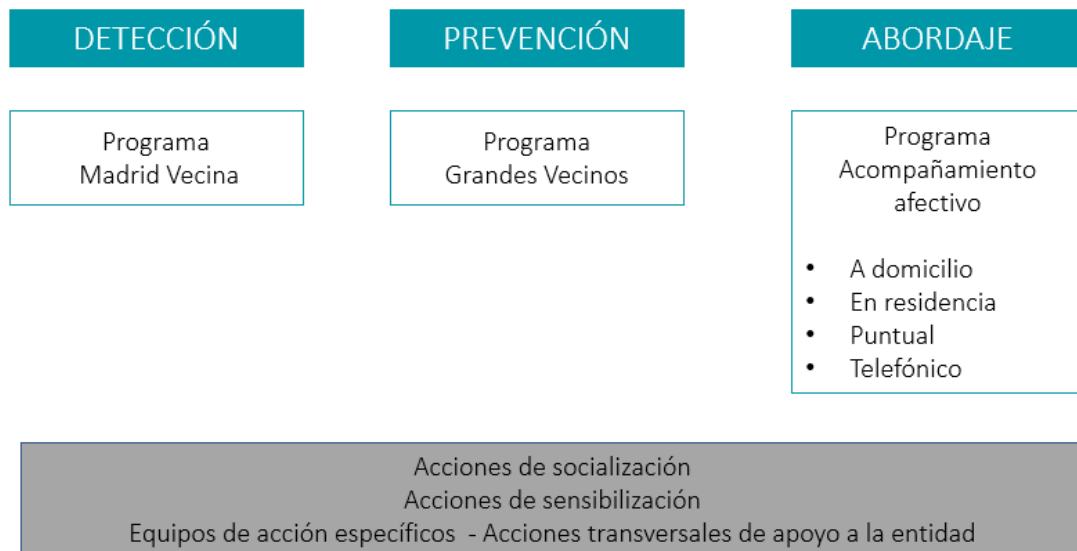 DETECCIÓN
Programa
Madrid Vecina
PREVENCIÓN
Programa
Grandes Vecinos
ABORDAJE
Programa
Acompañamiento
afectivo
• A domicilio
• En residencia
• Puntual
• Telefónico
Acciones de socialización
Acciones de sensibilización
Equipos de acción específicos - Acciones transversales de apoyo a la entidad